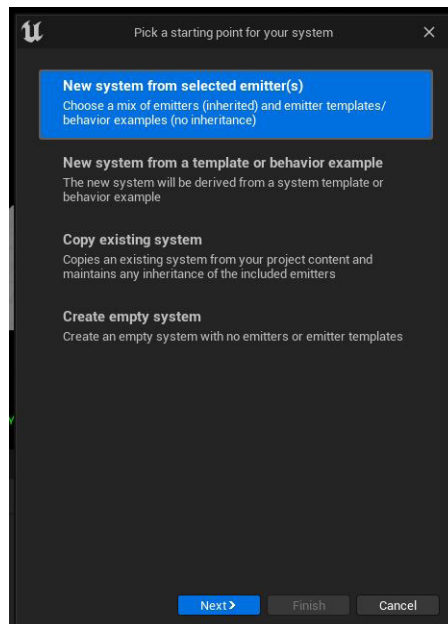 Pick a starting point for your system
New system from selected emitter(s)
Choose a mix of emitters (inherited) and emitter templates/
behavior examples (no inheritance)
New system from a template or behavior example
The new system will be derived from a system template or
behavior example
Copy existing system
Copies an existing system from your project content and
maintains any inheritance of the included emitters
Create empty system
Create an empty system with no emitters or emitter templates
Y
Next
Finish
Cancel